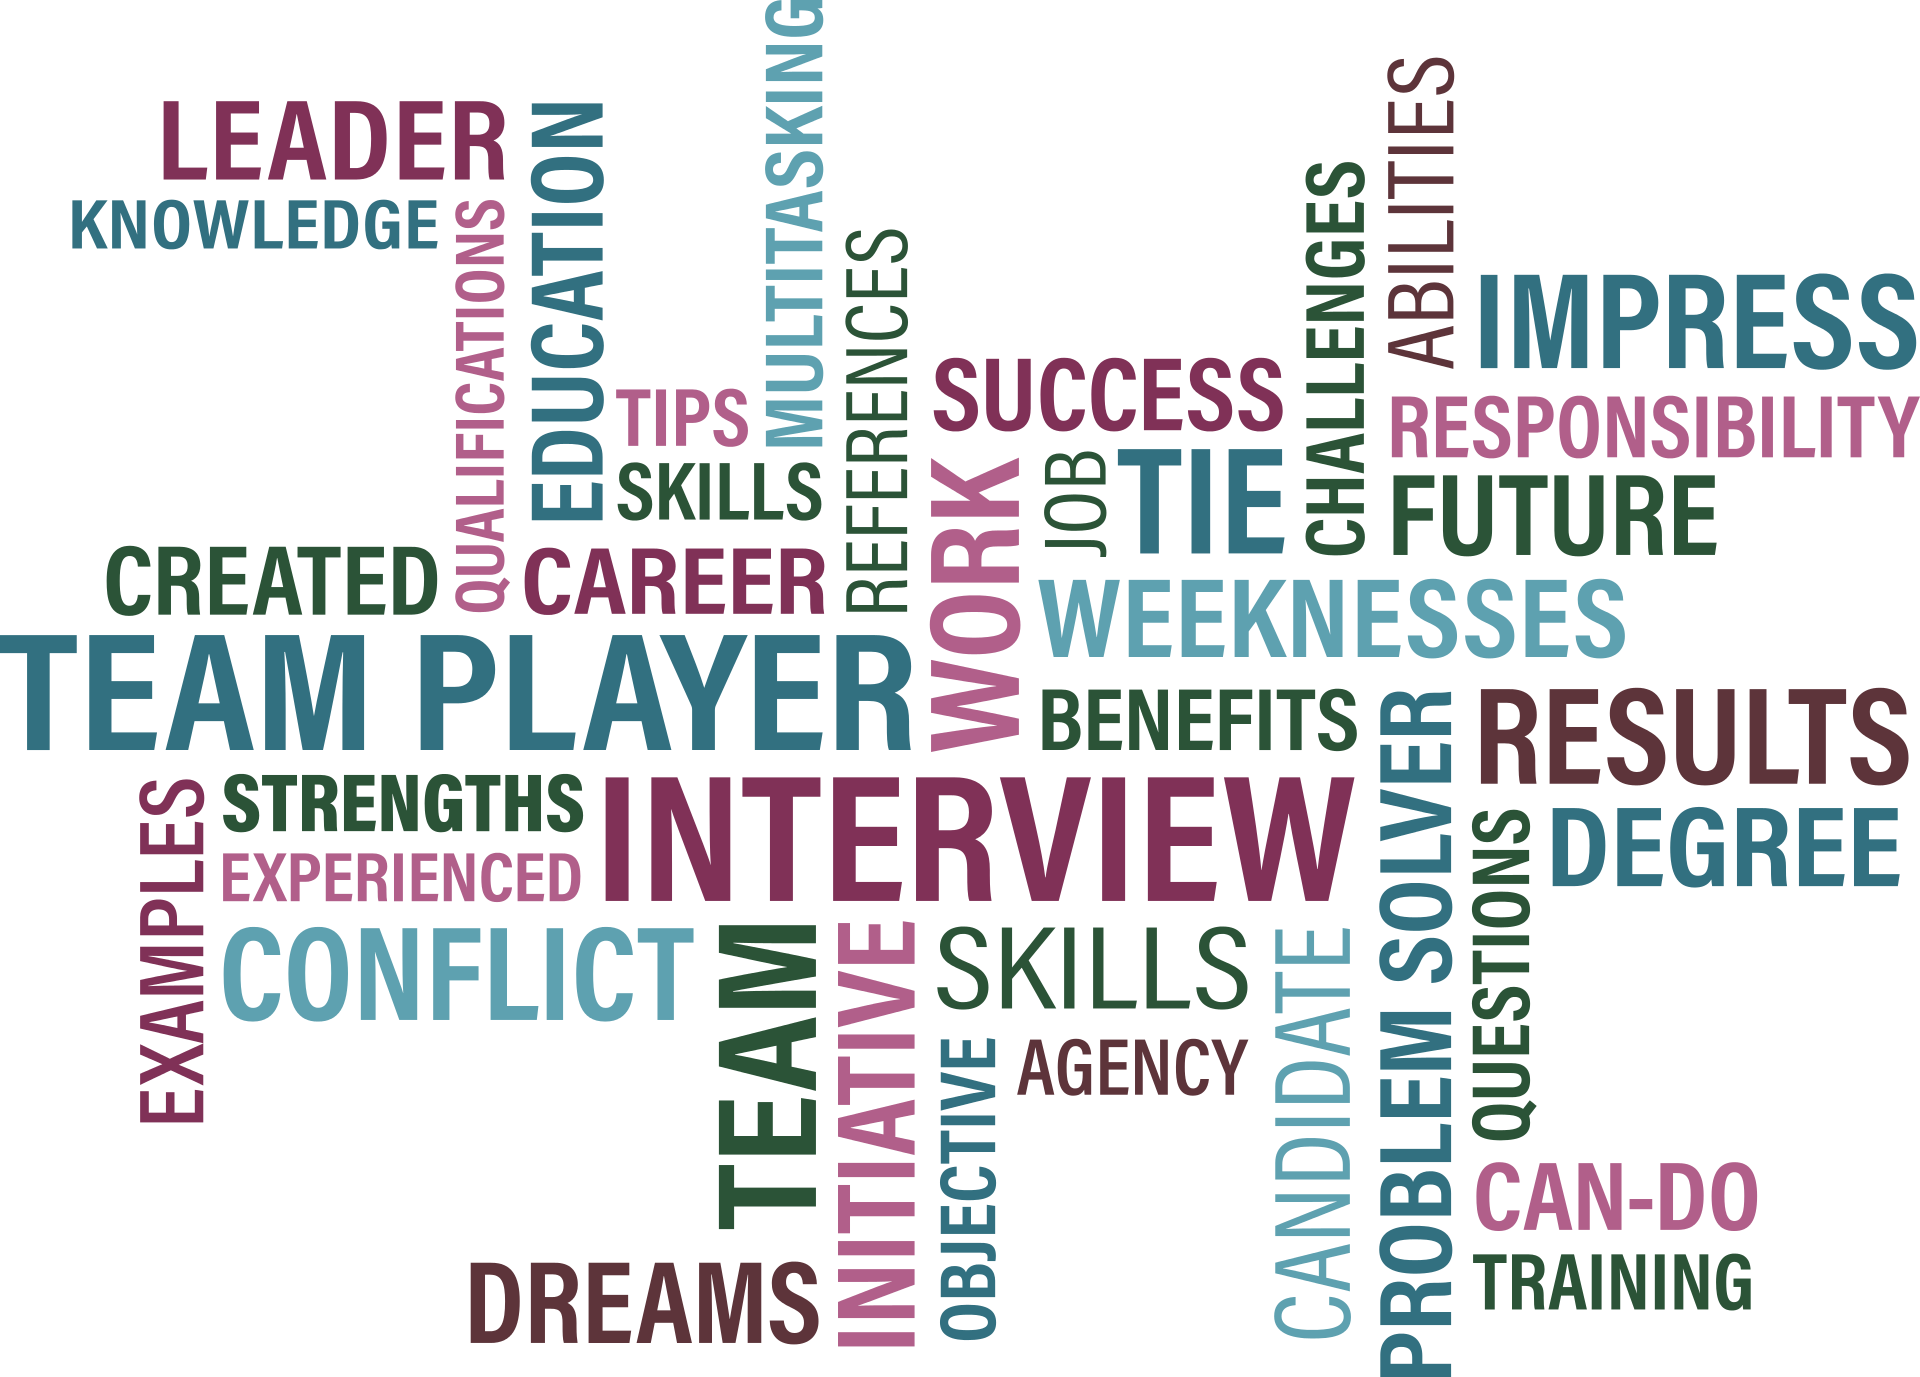 MULTITASKING
LEADER
EDUCATION
ABILITIES
KNOWLEDGE
QUALIFICATIONS
REFERENCES
CHALLENGES
IMPRESS
TIPS
SUCCESS
RESPONSIBILITY
SKILLS
WORK
JOB
TIE
FUTURE
CREATED
CAREER
WEEKNESSES
TEAM PLAYER
BENEFITS
PROBLEM SOLVER
RESULTS
EXAMPLES
STRENGTHS
INTERVIEW
QUESTIONS
DEGREE
EXPERIENCED
CONFLICT
TEAM
INITIATIVE
SKILLS
CANDIDATE
OBJECTIVE
AGENCY
CAN-DO
DREAMS
TRAINING